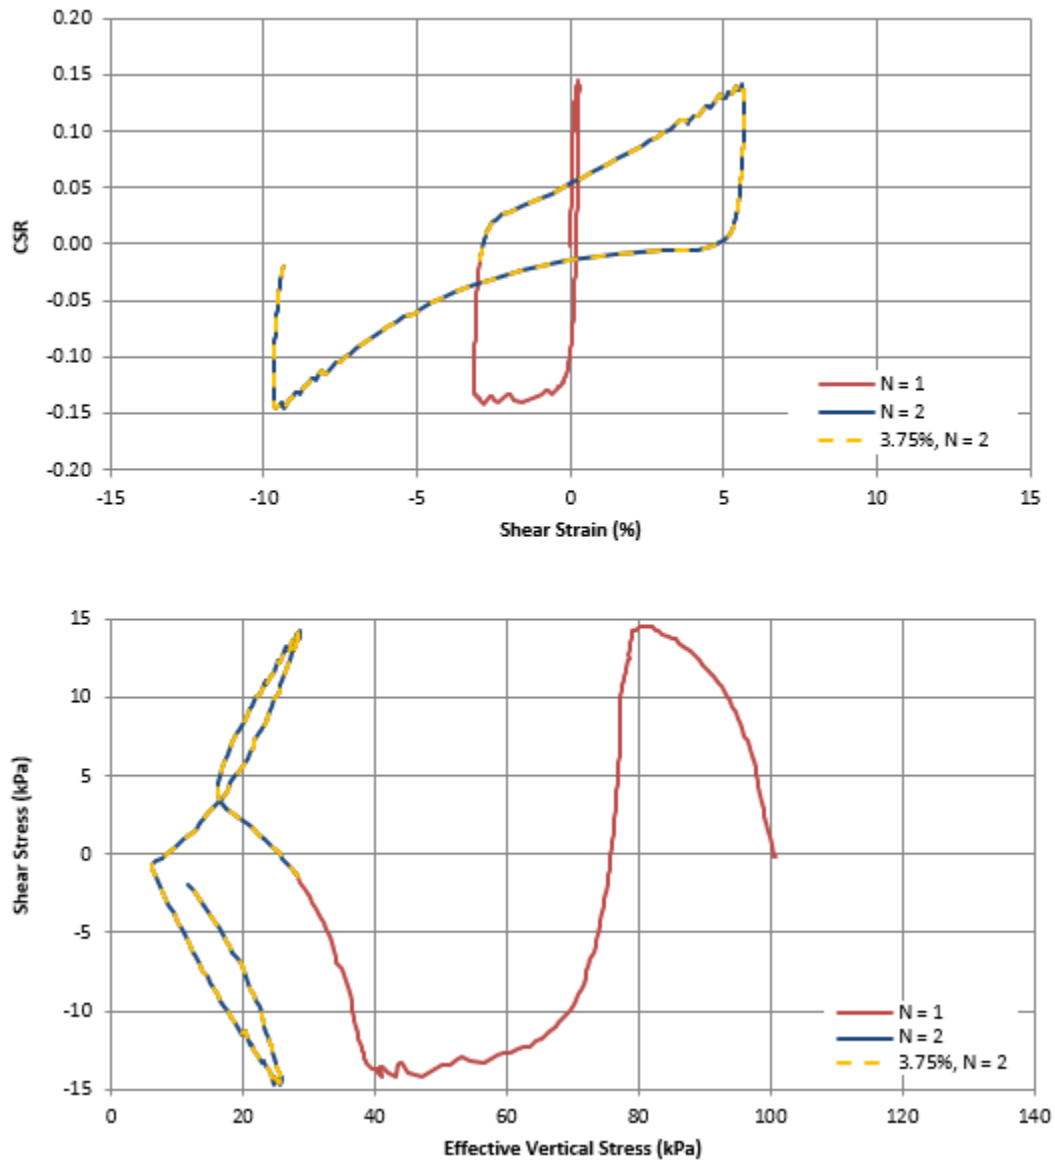 0.20
0.15
0.10
0.05
0.00
-0.05
-0.10
-0.15
-0.20
CSR
N = 1
N = 2
3.75%, N = 2
-15 -10 -5 0 5 10 15
Shear Strain (%)
15
10
5
0
-5
-10
-15
Shear Stress (kPa)
N = 1
N = 2
3.75%, N = 2
0 20 40 60 80 100 120 140
Effective Vertical Stress (kPa)